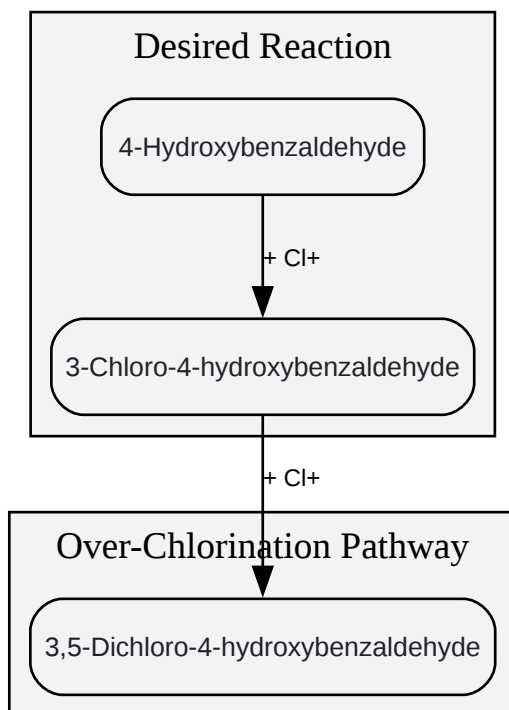 Desired Reaction
4-Hydroxybenzaldehyde
+ Cl+
3-Chloro-4-hydroxybenzaldehyde
+ Cl+
Over-Chlorination Pathway
3,5-Dichloro-4-hydroxybenzaldehyde